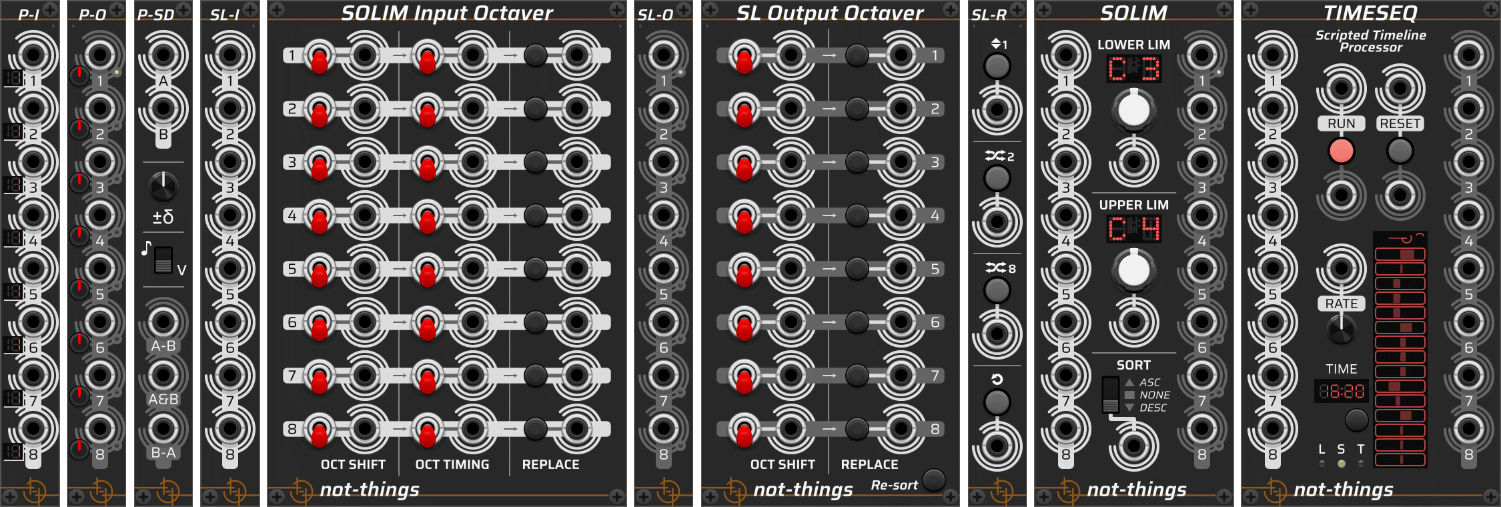 P-I
1
2
3
4
5
6
7
8
P-O
1
2
3
4
5
6
7
8
P-SD
A
B
±δ
V
A-B
A&B
B-A
SL-I
1
2
3
4
5
6
7
8
SOLIM Input Octaver
1
2
3
4
5
6
7
8
OCT SHIFT OCT TIMING REPLACE
not-things
SL-O
1
2
3
4
5
6
7
8
SL Output Octaver
1 1
2 2
3 3
4 4
5 5
6 6
7 7
8 8
OCT SHIFT REPLACE
Re-sort
not-things
SL-R
1
2
8
SOLIM
LOWER LIM
C 3
UPPER LIM
C 4
SORT
ASC
NONE
DESC
1 1
2 2
3 3
4 4
5 5
6 6
7 7
8 8
not-things
TIMESEQ
Scripted Timeline
Processor
RUN RESET
RATE
TIME
6:20
L S T
1 1
2 2
3 3
4 4
5 5
6 6
7 7
8 8
not-things